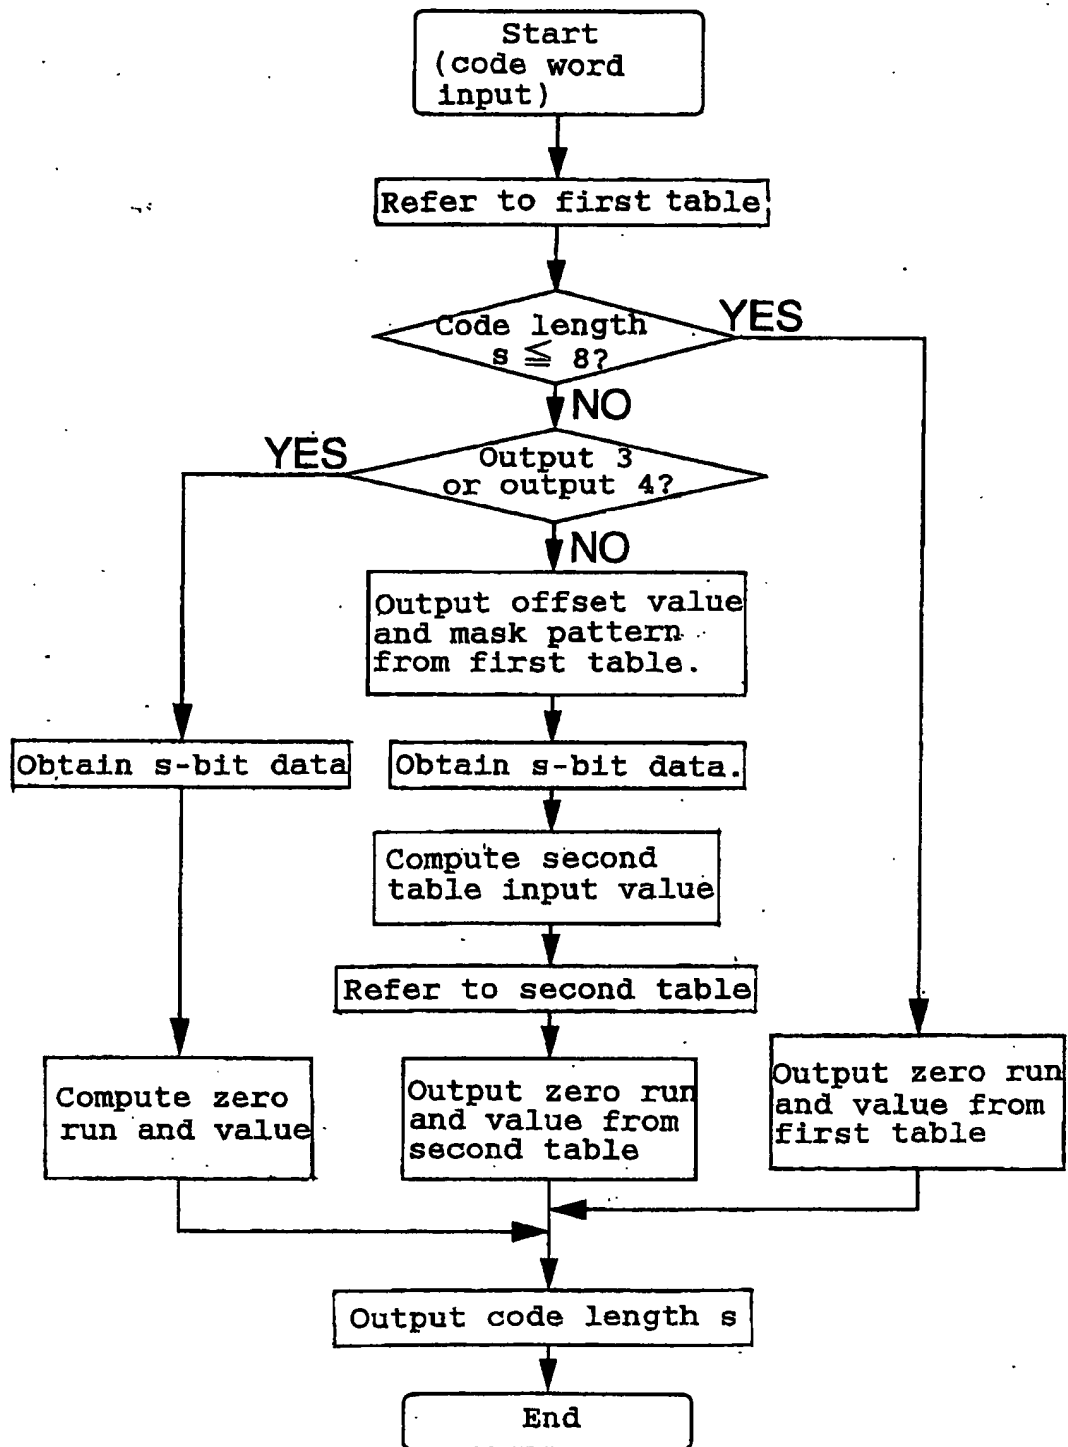 Start
(code word
input)
Refer to first table
Code length
s ≦ 8?
YES
NO
YES
Output 3
or output 4?
NO
Output offset value
and mask pattern
from first table.
Obtain s-bit data
Obtain s-bit data.
Compute second
table input value
Refer to second table
Compute zero
run and value
Output zero run
and value from
second table
Output zero run
and value from
first table
Output code length s
End